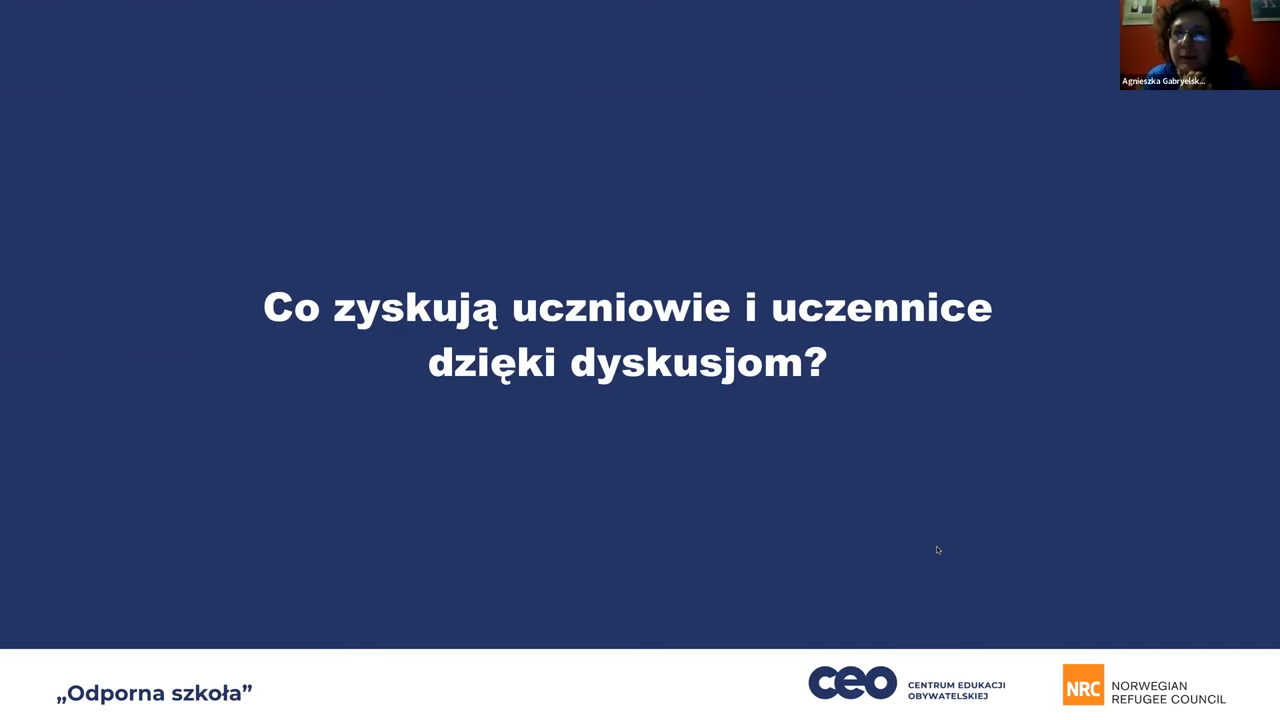 Agnieszka Gabryelsk...
Co zyskują uczniowie i uczennice
dzięki dyskusjom?
„Odporna szkoła”
ceo
CENTRUM EDUKACJI
OBYWATELSKIEJ
NRC
NORWEGIAN
REFUGEE COUNCIL